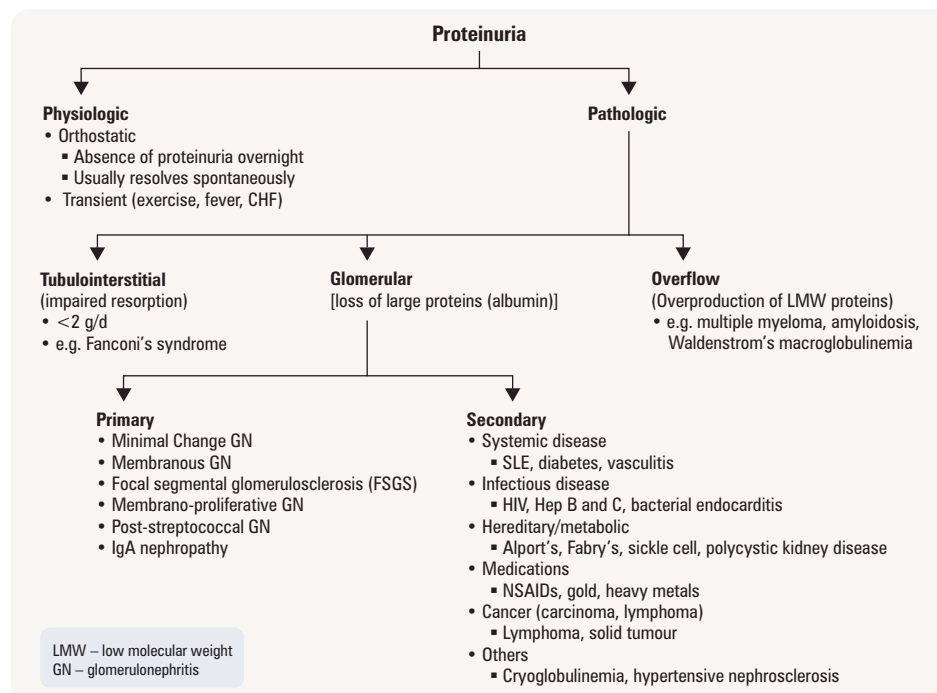 Proteinuria
Physiologic
• Orthostatic
▪ Absence of proteinuria overnight
▪ Usually resolves spontaneously
• Transient (exercise, fever, CHF)
Pathologic
Tubulointerstitial
(impaired resorption)
• <2 g/d
• e.g. Fanconi's syndrome
Glomerular
[loss of large proteins (albumin)]
Overflow
(Overproduction of LMW proteins)
• e.g. multiple myeloma, amyloidosis,
Waldenstrom's macroglobulinemia
Primary
• Minimal Change GN
• Membranous GN
• Focal segmental glomerulosclerosis (FSGS)
• Membrano-proliferative GN
• Post-streptococcal GN
• IgA nephropathy
Secondary
• Systemic disease
▪ SLE, diabetes, vasculitis
• Infectious disease
▪ HIV, Hep B and C, bacterial endocarditis
• Hereditary/metabolic
▪ Alport's, Fabry's, sickle cell, polycystic kidney disease
• Medications
▪ NSAIDs, gold, heavy metals
• Cancer (carcinoma, lymphoma)
▪ Lymphoma, solid tumour
• Others
▪ Cryoglobulinemia, hypertensive nephrosclerosis
LMW – low molecular weight
GN – glomerulonephritis